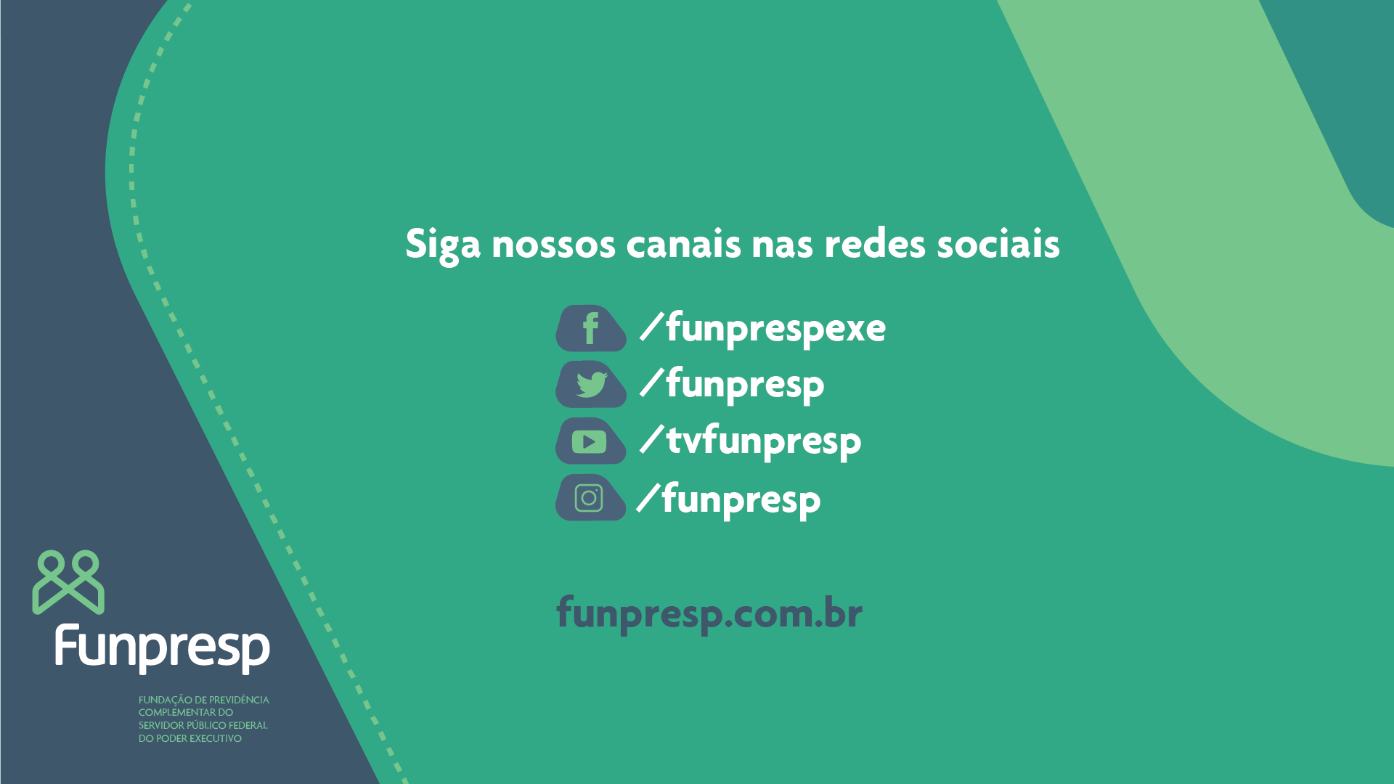 Siga nossos canais nas redes sociais
/funprespexe
/funpresp
/tvfunpresp
/funpresp
funpresp.com.br
Funpresp
FUNDAÇÃO DE PREVIDÊNCIA
COMPLEMENTAR DO
SERVIDOR PÚBLICO FEDERAL
DO PODER EXECUTIVO